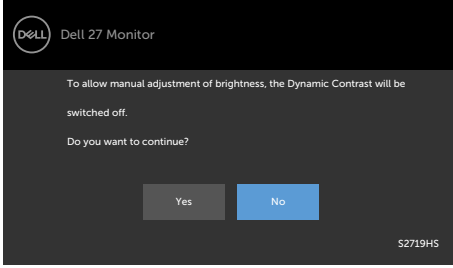 DELL
Dell 27 Monitor
To allow manual adjustment of brightness, the Dynamic Contrast will be
switched off.
Do you want to continue?
Yes
No
S2719HS